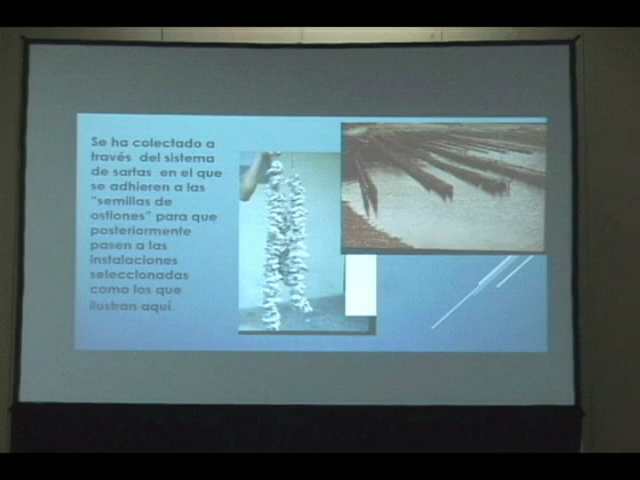 Se ha colectado a
través del sistema
de sartas en el que
se adhieren a las
"semillas de
ostiones" para que
posteriormente
pasen a las
instalaciones
seleccionadas
como los que
ilustran aquí.